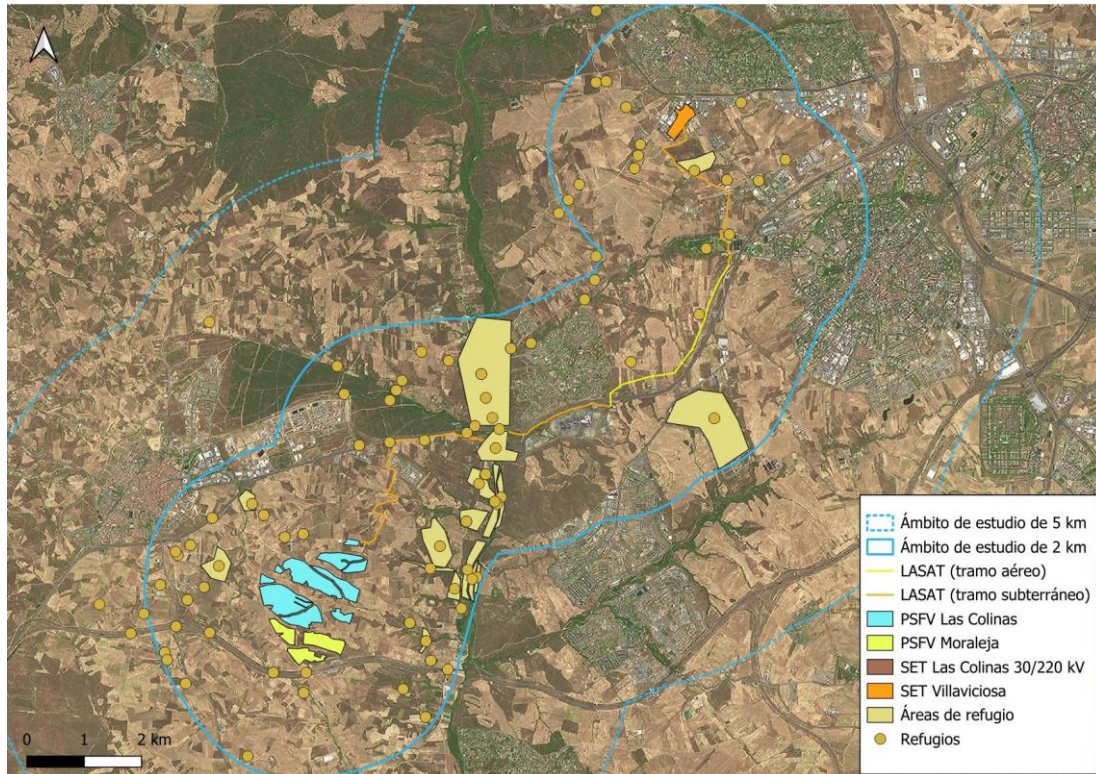 Ámbito de estudio de 5 km
Ámbito de estudio de 2 km
LASAT (tramo aéreo)
LASAT (tramo subterráneo)
PSFV Las Colinas
PSFV Moraleja
SET Las Colinas 30/220 kV
SET Villaviciosa
Áreas de refugio
Refugios
0 1 2 km